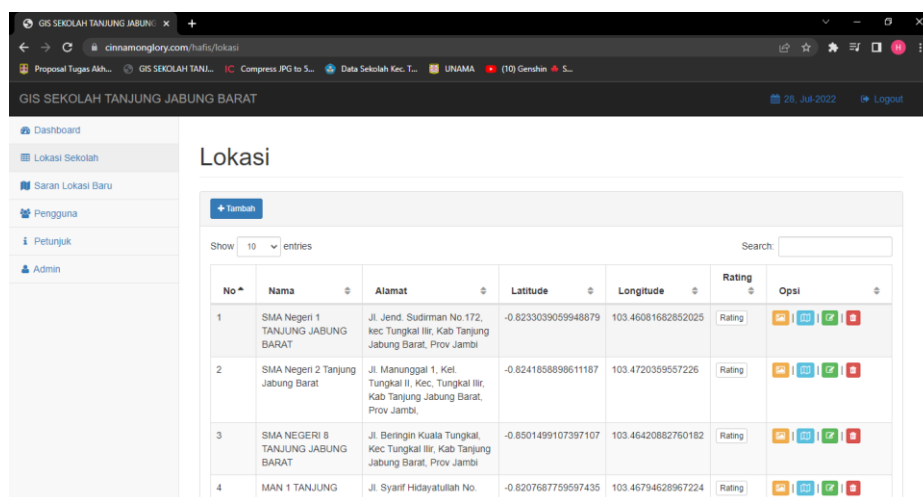 GIS SEKOLAH TANJUNG JABUNG
cinnamonglory.com/hafis/lokasi
H
Proposal Tugas Akh...
GIS SEKOLAH TANJ...
IC Compress JPG to S...
Data Sekolah Kec. T...
UNAMA
(10) Genshin
S...
GIS SEKOLAH TANJUNG JABUNG BARAT
28, Jul-2022
Logout
Dashboard
Lokasi Sekolah
Saran Lokasi Baru
Pengguna
Petunjuk
Admin
Lokasi
+ Tambah
Show 10 entries
Search:
No Nama Alamat Latitude Longitude Rating Opsi
1
SMA Negeri 1
TANJUNG JABUNG
BARAT
Jl. Jend. Sudirman No.172,
kec Tungkal Ilir, Kab Tanjung
Jabung Barat, Prov Jambi
-0.8233039059948879
103.46081682852025
Rating
2
SMA Negeri 2 Tanjung
Jabung Barat
Jl. Manunggal 1, Kel.
Tungkal II, Kec, Tungkal Ilir,
Kab Tanjung Jabung Barat,
Prov Jambi,
-0.8241858898611187
103.4720359557226
Rating
3
SMA NEGERI 8
TANJUNG JABUNG
BARAT
Jl. Beringin Kuala Tungkal,
Kec Tungkal Ilir, Kab Tanjung
Jabung Barat, Prov Jambi
-0.8501499107397107
103.46420882760182
Rating
4
MAN 1 TANJUNG
Jl. Syarif Hidayatullah No.
-0.8207687759597435
103.46794628967224
Rating